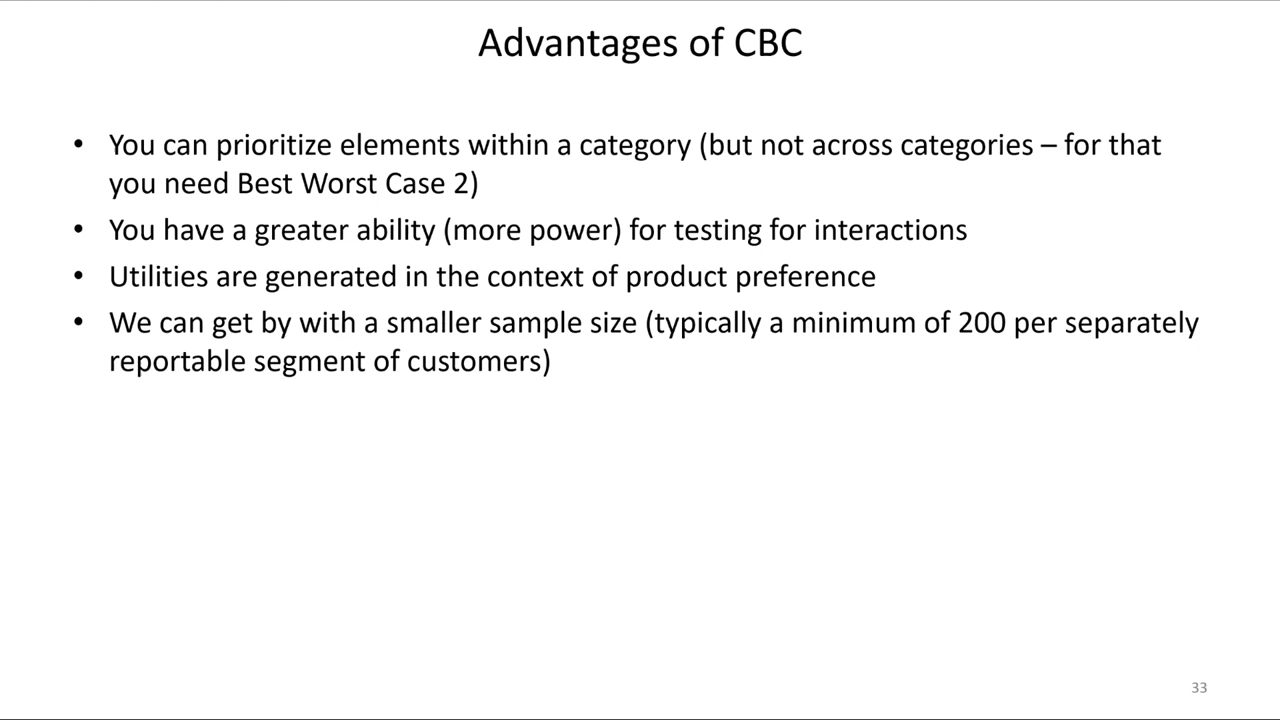 Advantages of CBC
• You can prioritize elements within a category (but not across categories – for that
you need Best Worst Case 2)
• You have a greater ability (more power) for testing for interactions
• Utilities are generated in the context of product preference
• We can get by with a smaller sample size (typically a minimum of 200 per separately
reportable segment of customers)
33